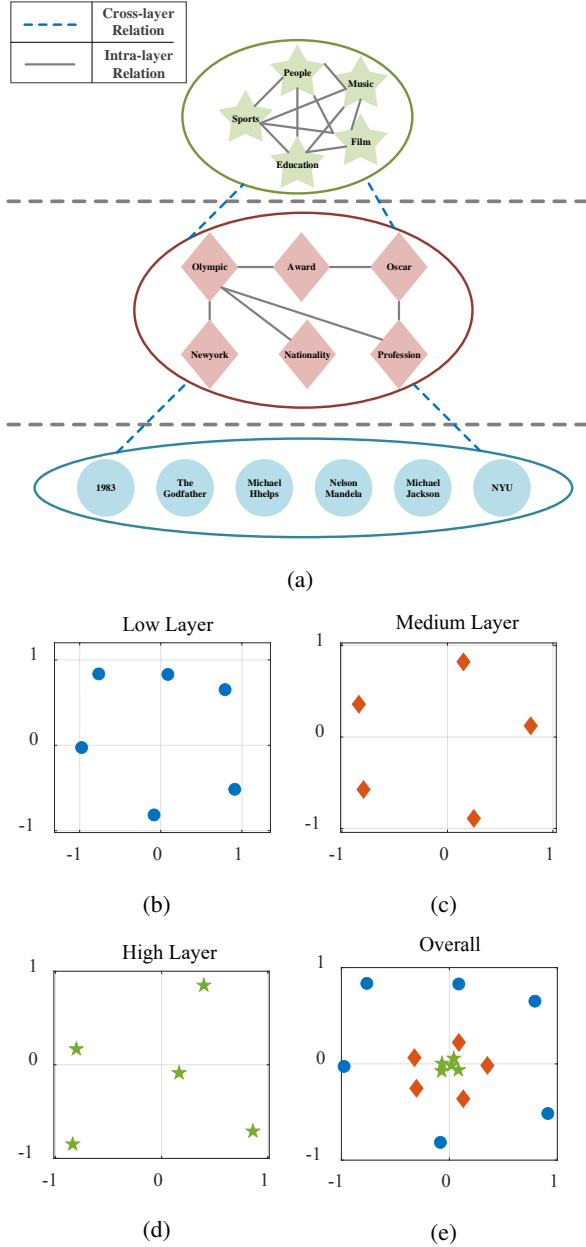 Cross-layer
Relation
Intra-layer
Relation
People
Music
Sports
Film
Education
Olympic
Award
Oscar
Newyork
Nationality
Profession
1983
The
Godfather
Michael
Hhelps
Nelson
Mandela
Michael
Jackson
NYU
(a)
Low Layer
1
0
-1
-1 0 1
(b)
Medium Layer
1
0
-1
-1 0 1
(c)
High Layer
1
0
-1
-1 0 1
(d)
Overall
1
0
-1
-1 0 1
(e)